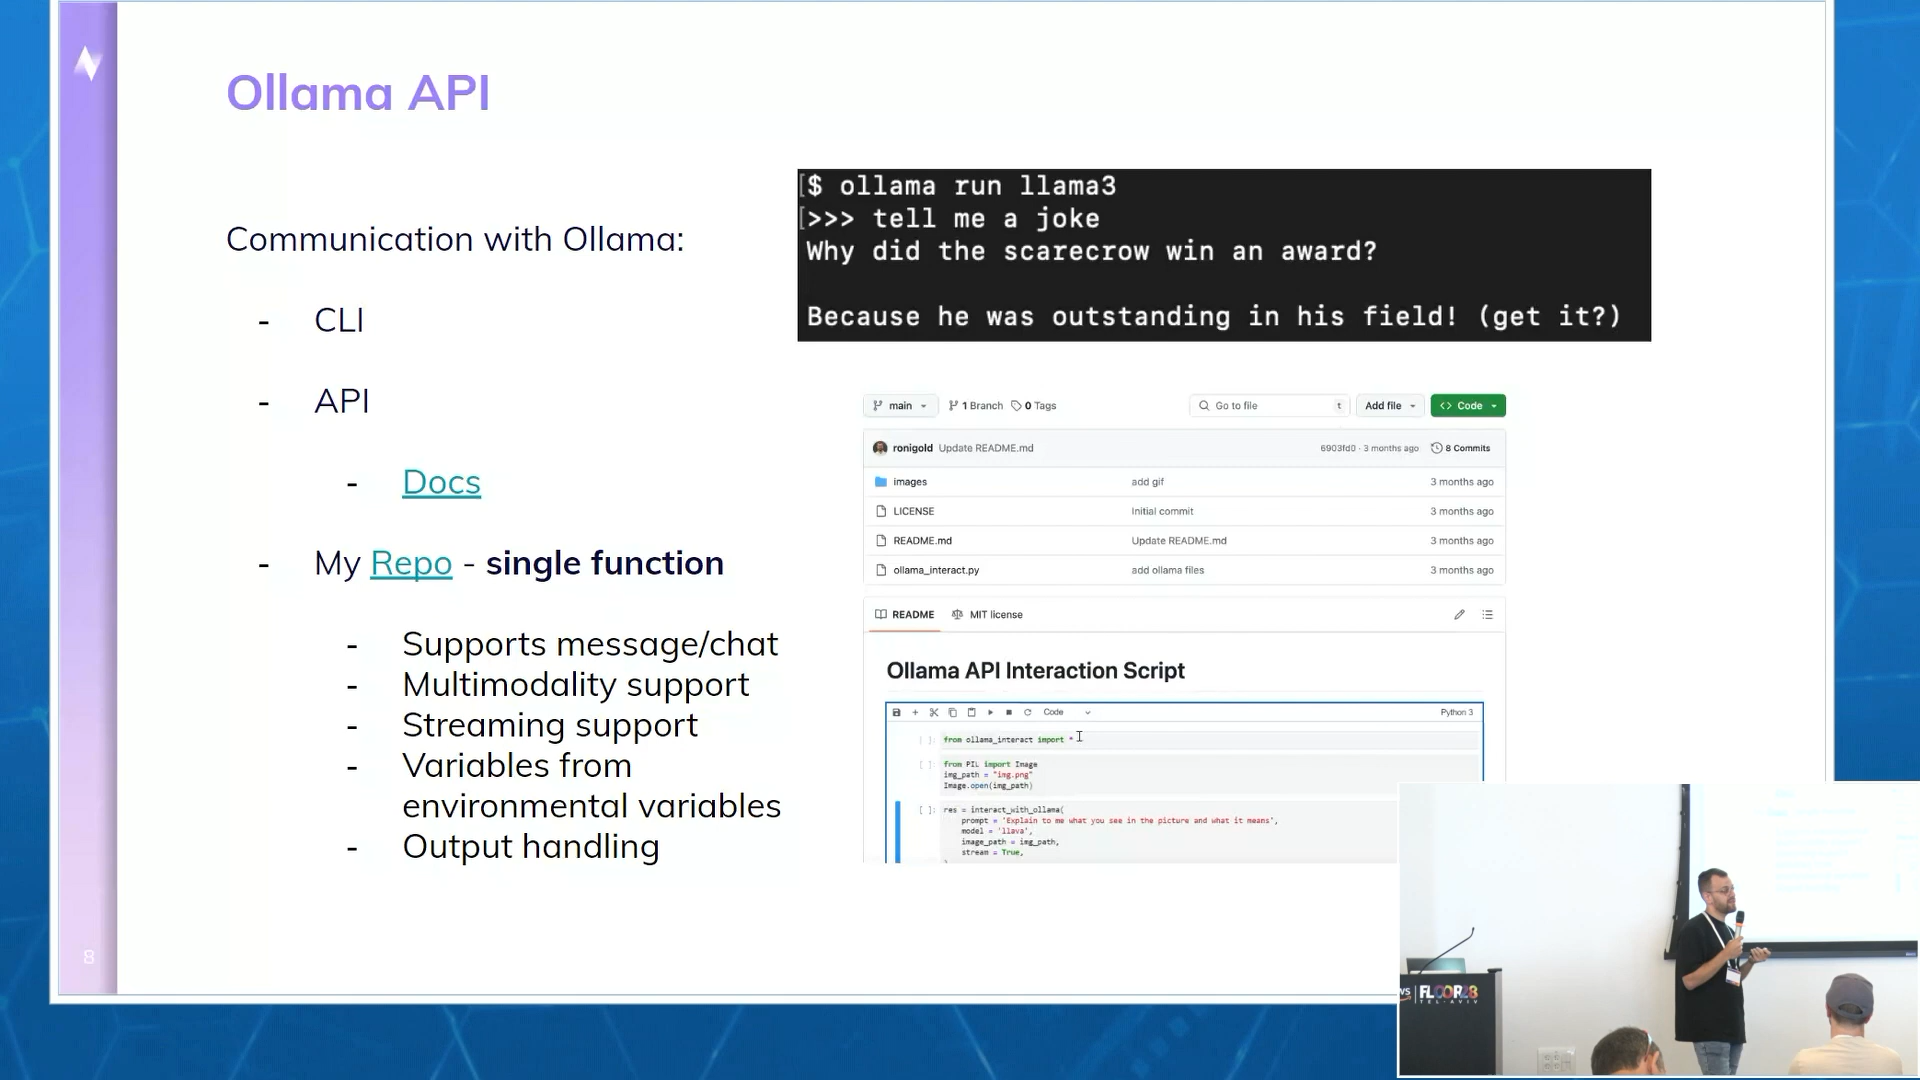 Ollama API
Communication with Ollama:
- CLI
- API
- Docs
- My Repo - single function
- Supports message/chat
- Multimodality support
- Streaming support
- Variables from
environmental variables
- Output handling
8
[$ ollama run llama3
[>>> tell me a joke
Why did the scarecrow win an award?
Because he was outstanding in his field! (get it?)
main 1 Branch 0 Tags Go to file t Add file <> Code
ronigold Update README.md 6903fd0 · 3 months ago 8 Commits
images add gif 3 months ago
LICENSE Initial commit 3 months ago
README.md Update README.md 3 months ago
ollama_interact.py add ollama files 3 months ago
README MIT license
Ollama API Interaction Script
Code Python 3
[ ]: from ollama_interact import *
[ ]: from PIL import Image
img_path = "img.png"
Image.open(img_path)
[ ]: res = interact_with_ollama(
prompt = 'Explain to me what you see in the picture and what it means',
model = 'llava',
image_path = img_path,
stream = True,
ws | FLOOR28
TEL-AVIV